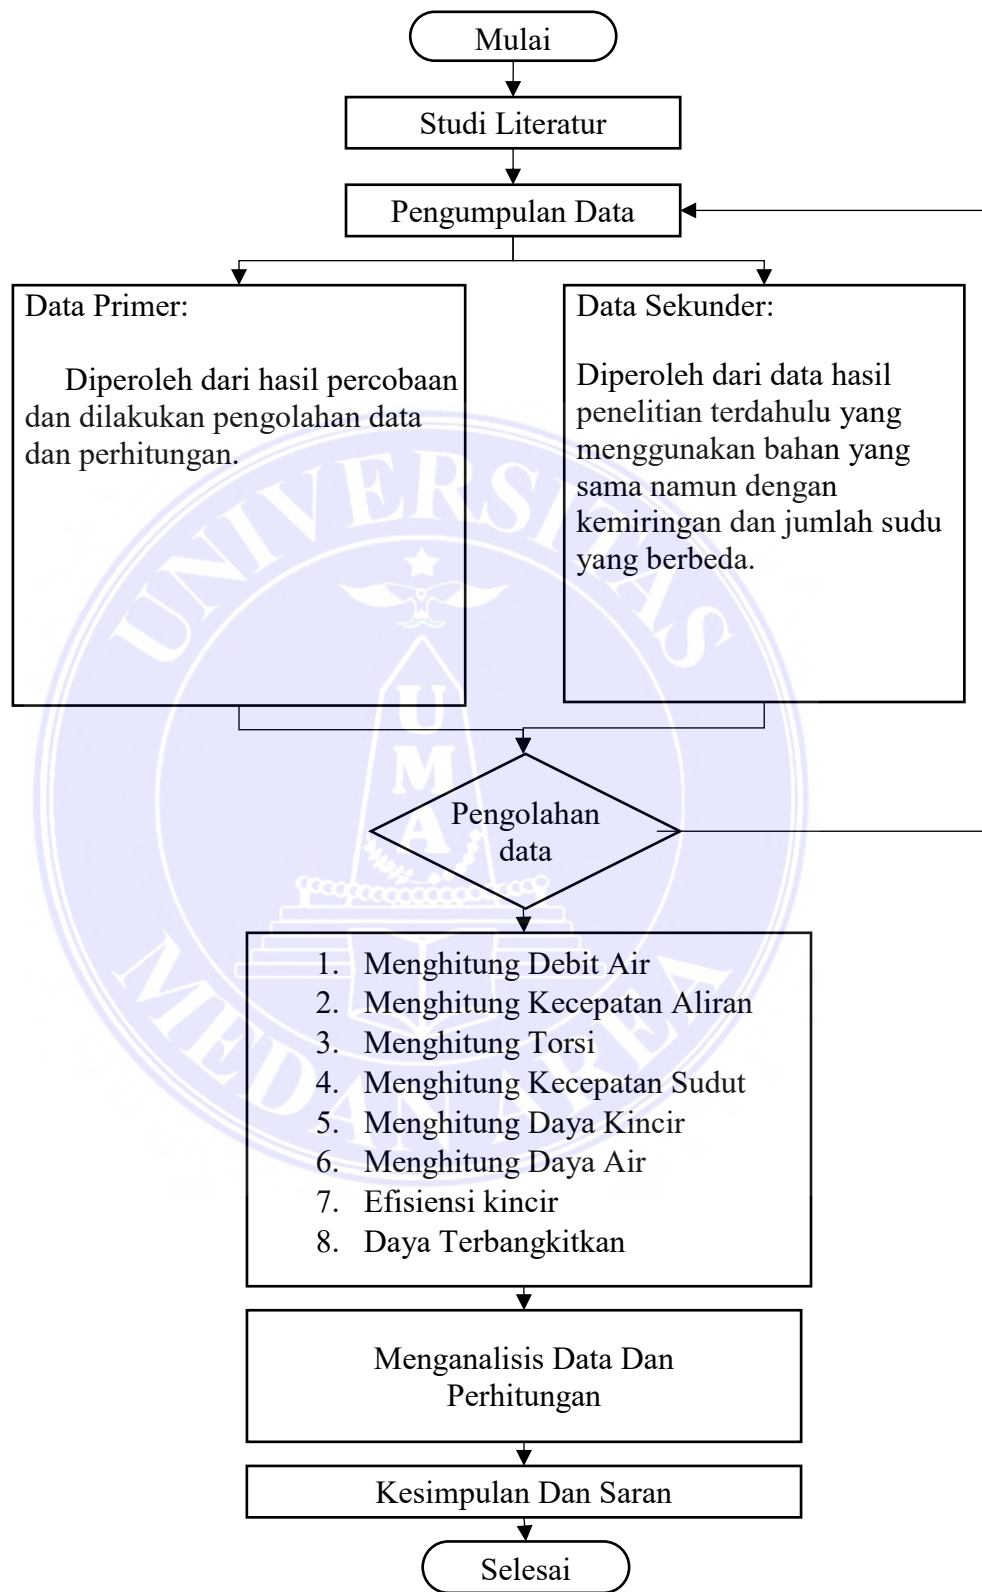 Mulai
Studi Literatur
Pengumpulan Data
Data Primer:
Diperoleh dari hasil percobaan
dan dilakukan pengolahan data
dan perhitungan.
Data Sekunder:
Diperoleh dari data hasil
penelitian terdahulu yang
menggunakan bahan yang
sama namun dengan
kemiringan dan jumlah sudu
yang berbeda.
UNIVERSITAS
UMA
MEDAN AREA
Pengolahan
data
1. Menghitung Debit Air
2. Menghitung Kecepatan Aliran
3. Menghitung Torsi
4. Menghitung Kecepatan Sudut
5. Menghitung Daya Kincir
6. Menghitung Daya Air
7. Efisiensi kincir
8. Daya Terbangkitkan
Menganalisis Data Dan
Perhitungan
Kesimpulan Dan Saran
Selesai